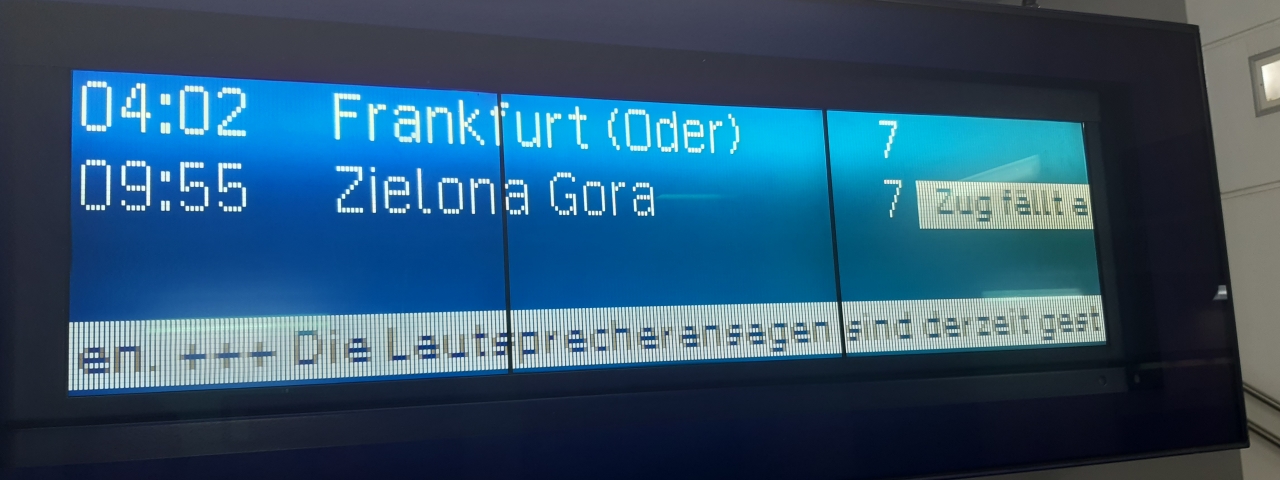 04:02 Frankfurt (Oder) 7
09:55 Zielona Gora 7 Zug fällt a
en. +++ Die Lautsprecheransagen sind derzeit gest